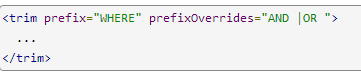 <trim prefix="WHERE" prefixOverrides="AND |OR ">
...
</trim>